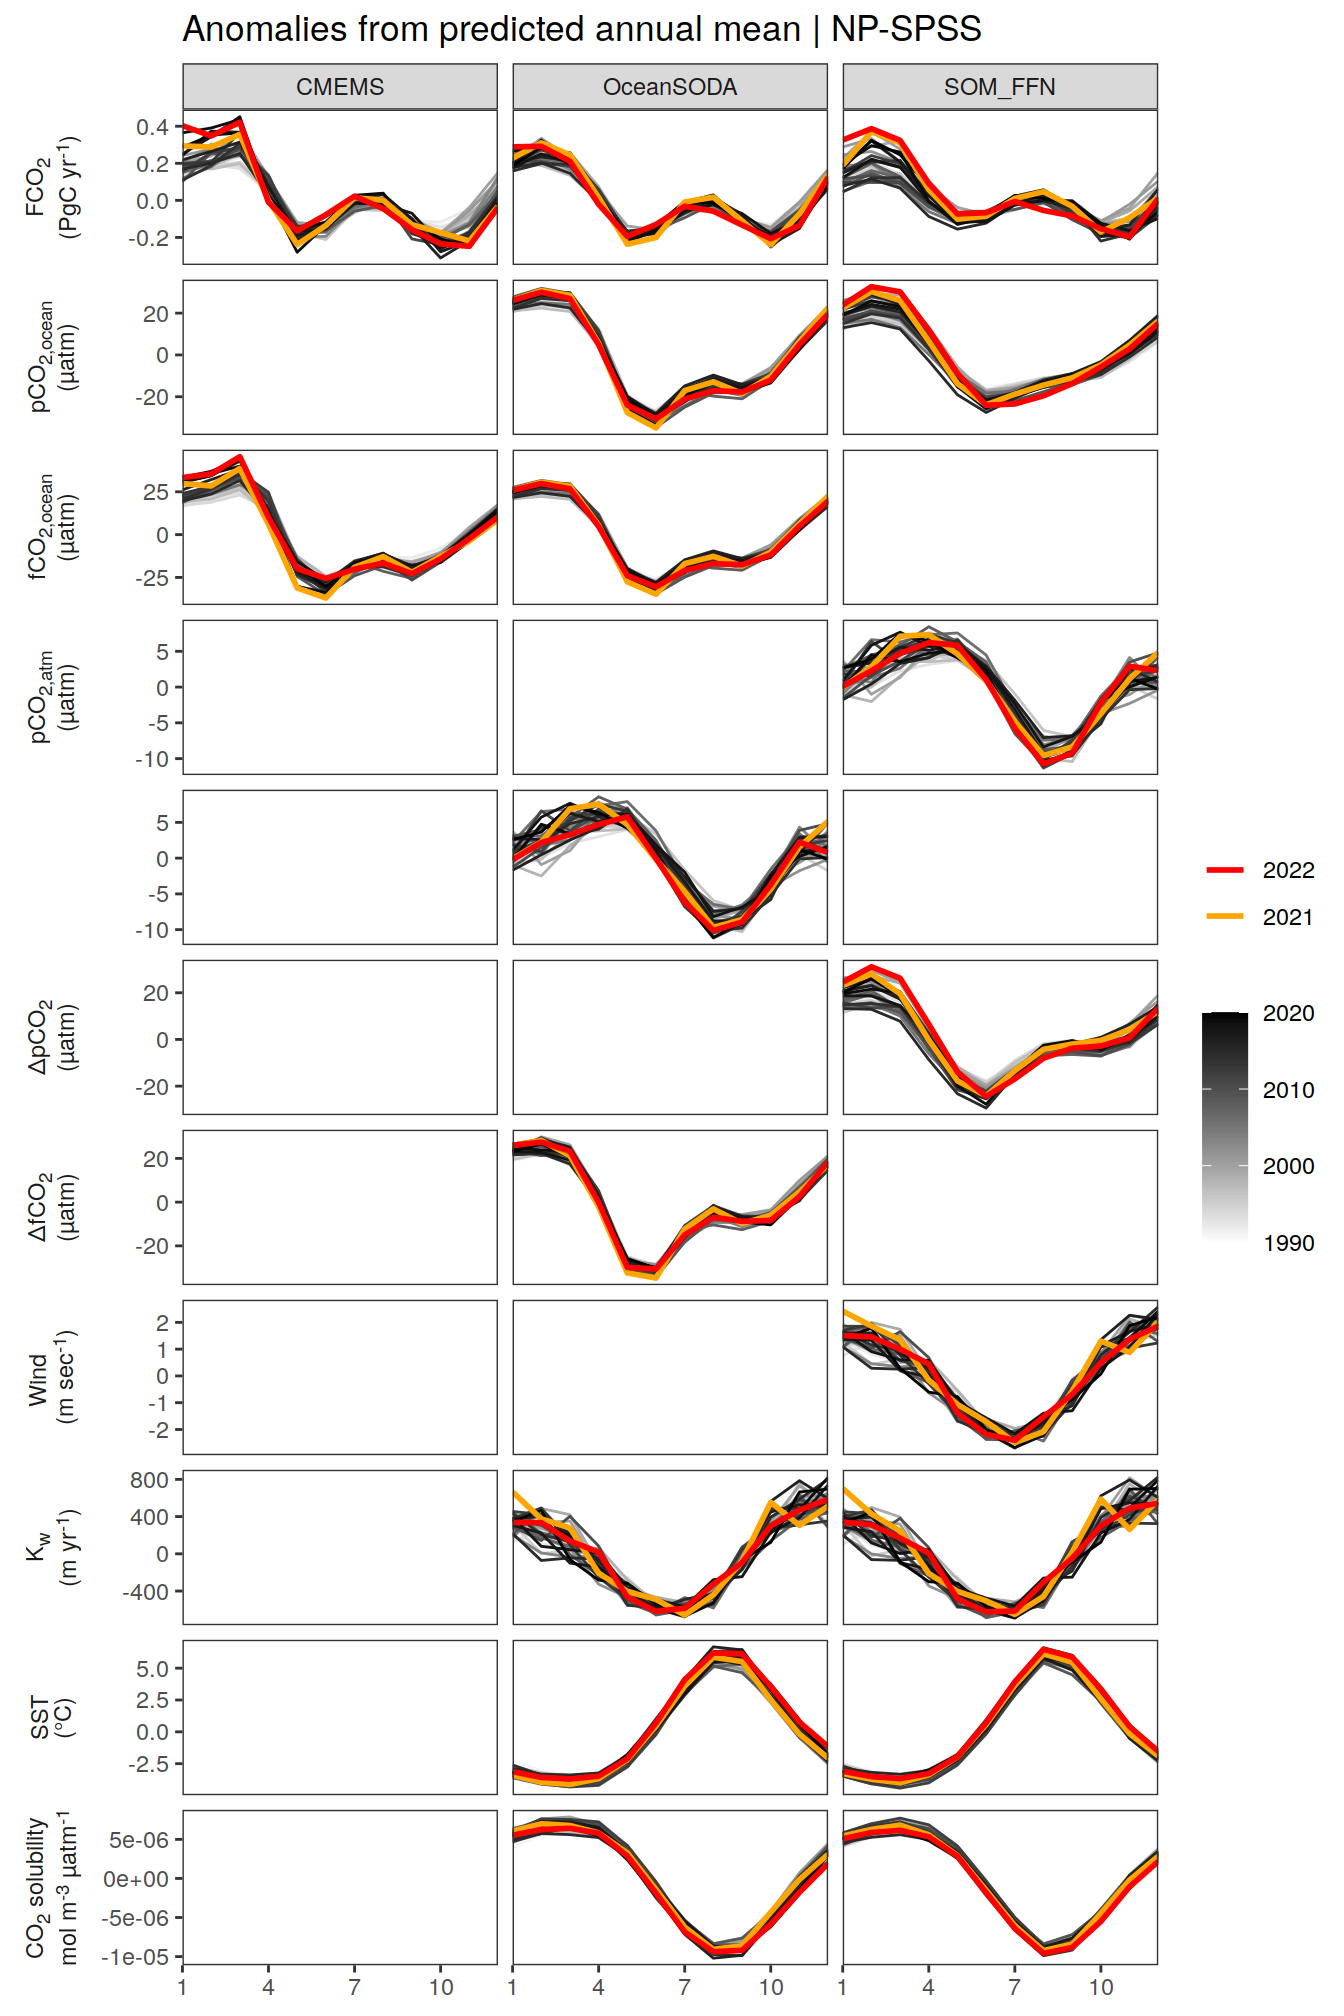 Anomalies from predicted annual mean | NP-SPSS
CMEMS
OceanSODA
SOM_FFN
FCO2
(PgC yr-1)
0.4
0.2
0.0
-0.2
pCO2,ocean
(µatm)
20
0
-20
fCO2,ocean
(µatm)
25
0
-25
pCO2,atm
(µatm)
5
0
-5
-10
5
0
-5
-10
ΔpCO2
(µatm)
20
0
-20
ΔfCO2
(µatm)
20
0
-20
Wind
(m sec-1)
2
1
0
-1
-2
Kw
(m yr-1)
800
400
0
-400
SST
(°C)
5.0
2.5
0.0
-2.5
CO2 solubility
mol m-3 µatm-1
5e-06
0e+00
-5e-06
-1e-05
1 4 7 10
1 4 7 10
1 4 7 10
2022
2021
2020
2010
2000
1990